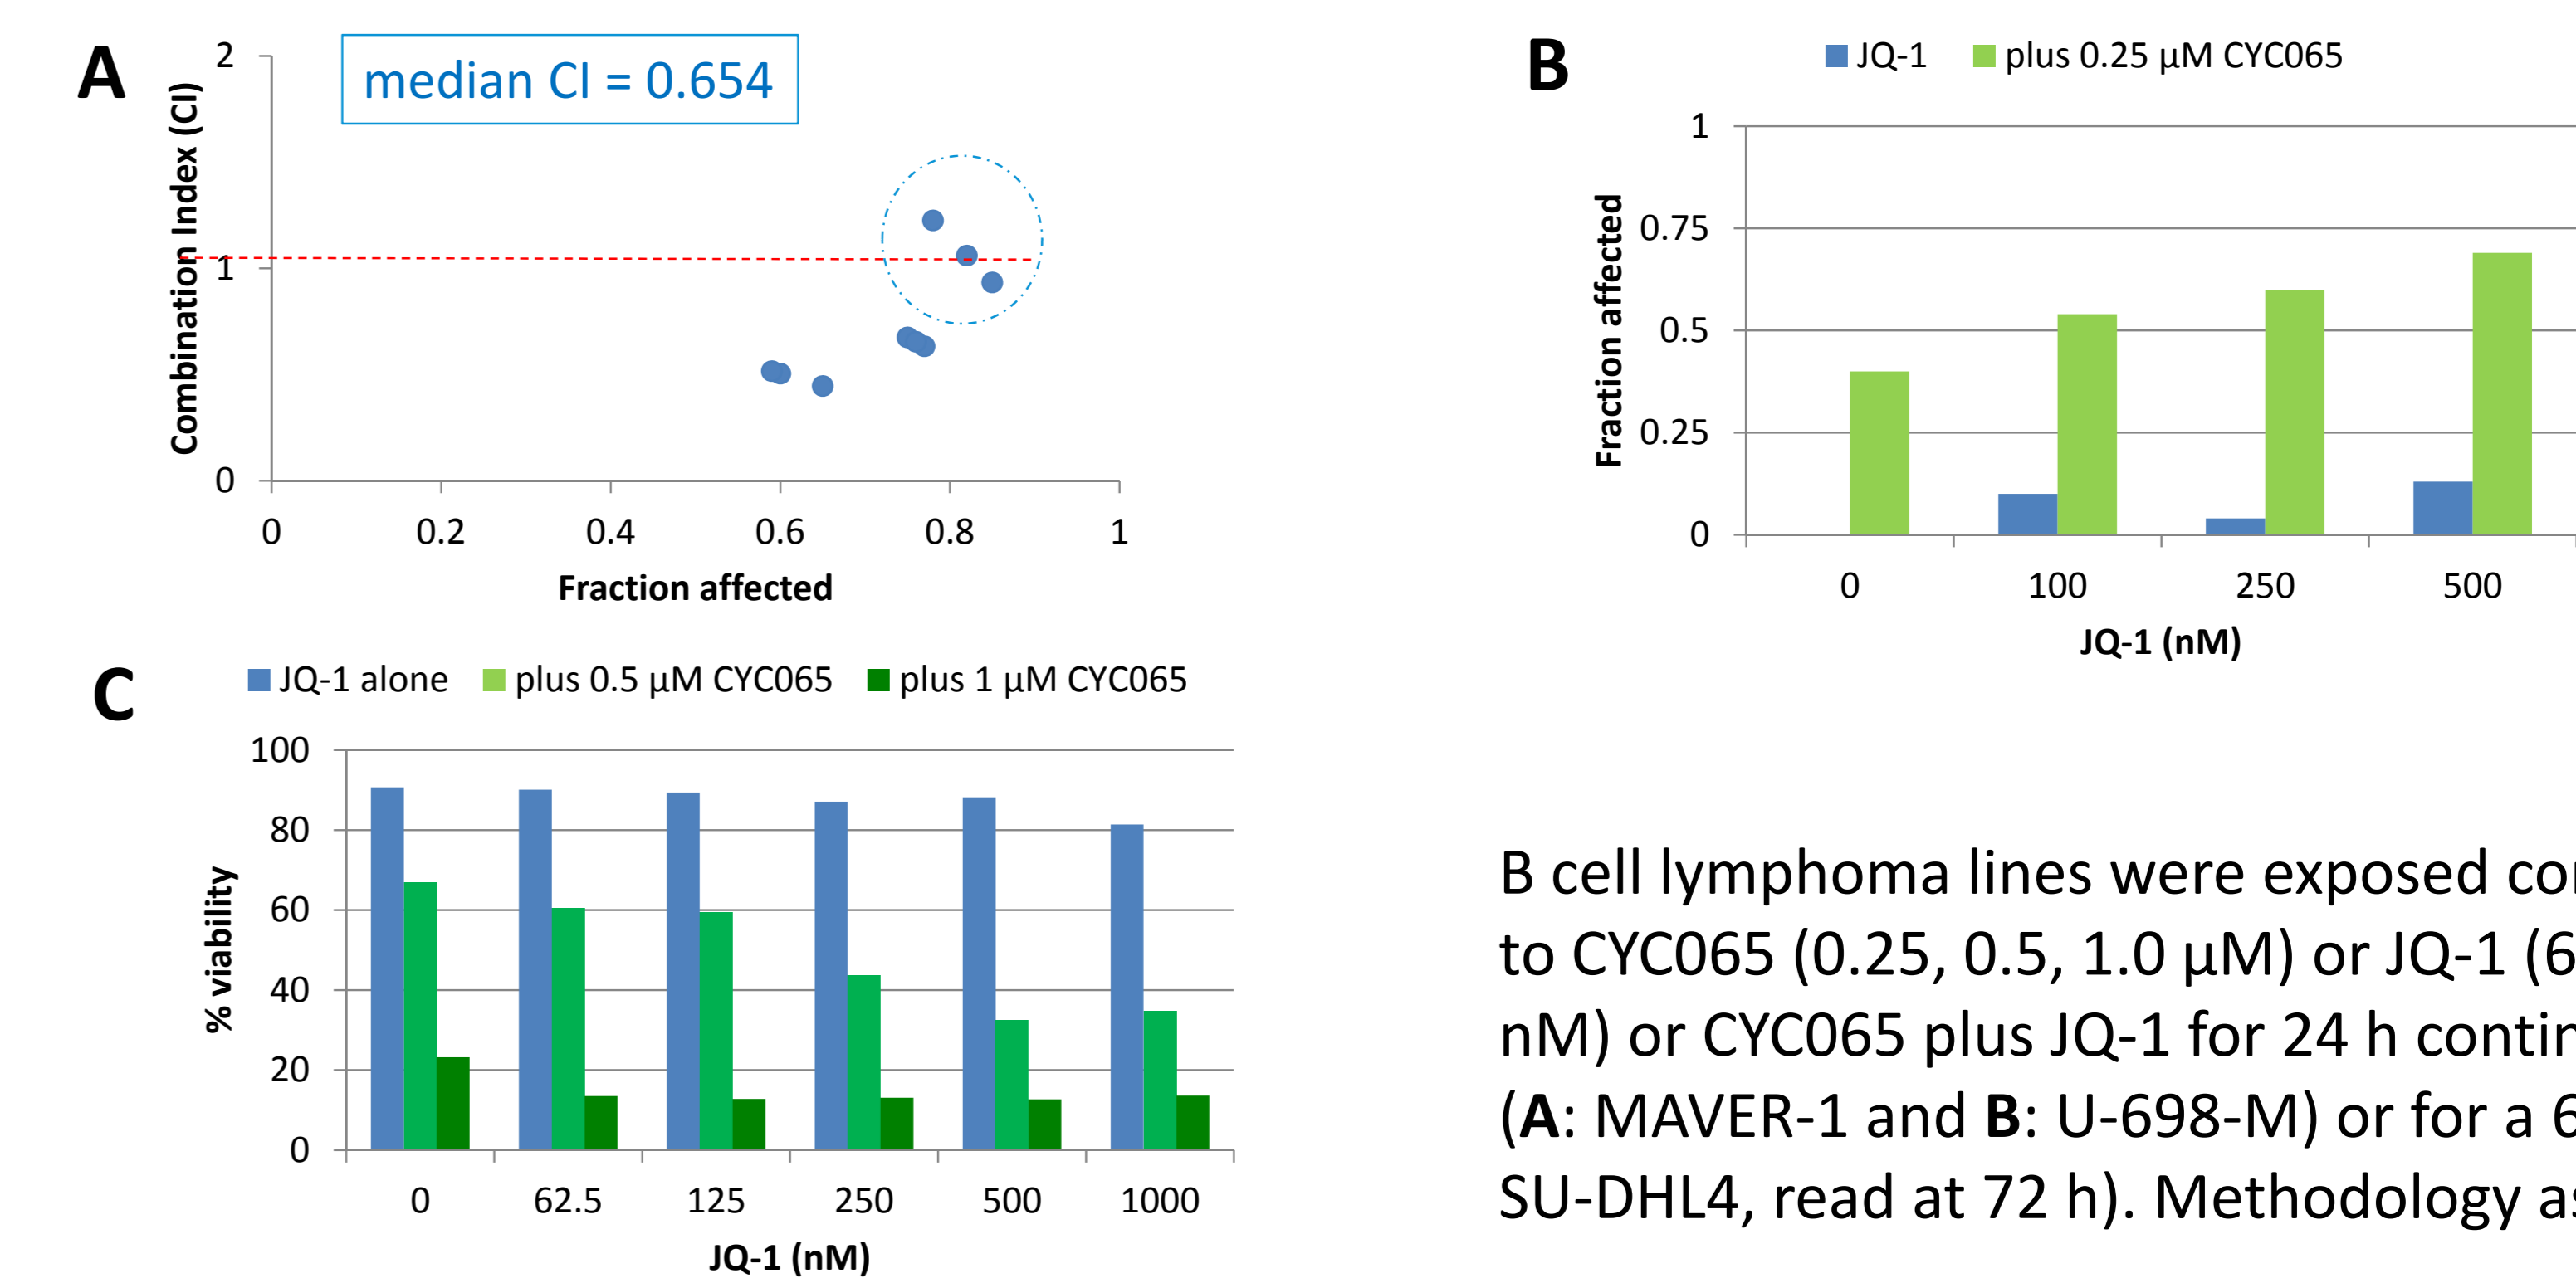 A
2
1
0
Combination Index (CI)
median CI = 0.654
0 0.2 0.4 0.6 0.8 1
Fraction affected
B
JQ-1 plus 0.25 µM CYC065
1
0.75
0.5
0.25
0
Fraction affected
0 100 250 500
JQ-1 (nM)
C
JQ-1 alone plus 0.5 µM CYC065 plus 1 µM CYC065
100
80
60
40
20
0
% viability
0 62.5 125 250 500 1000
JQ-1 (nM)
B cell lymphoma lines were exposed
to CYC065 (0.25, 0.5, 1.0 µM) or JQ-1 (6
nM) or CYC065 plus JQ-1 for 24 h
(A: MAVER-1 and B: U-698-M) or for a 6
SU-DHL4, read at 72 h). Methodology